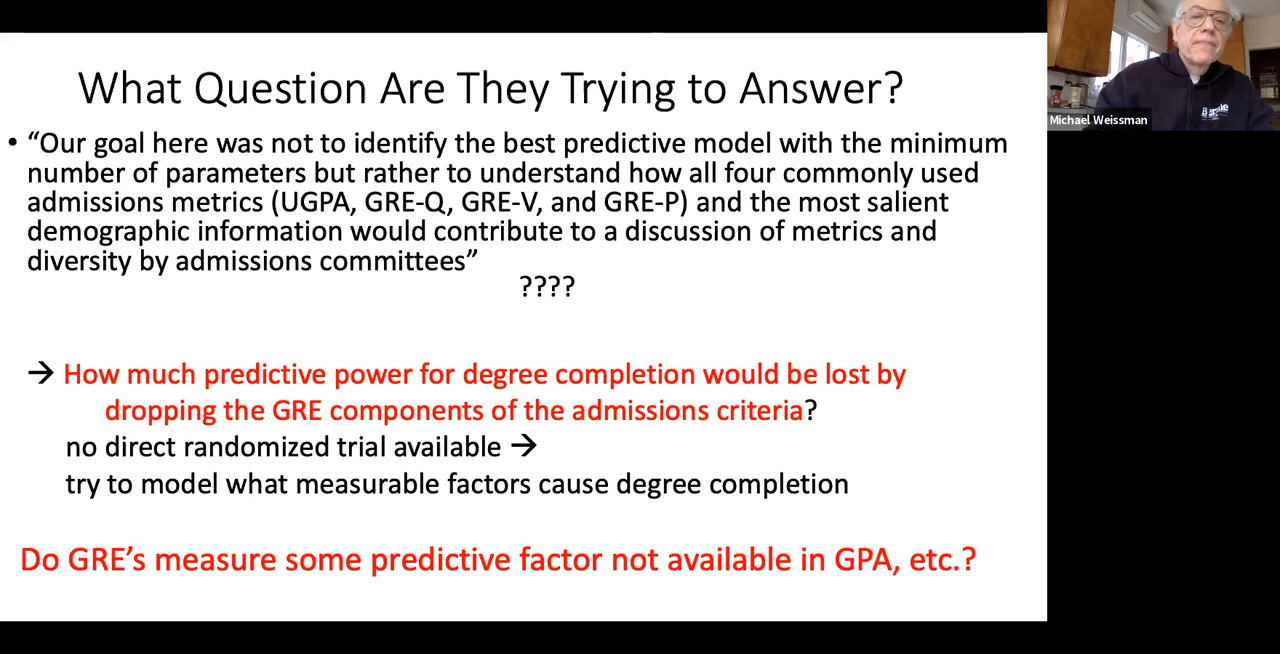 What Question Are They Trying to Answer?
• “Our goal here was not to identify the best predictive model with the minimum
number of parameters but rather to understand how all four commonly used
admissions metrics (UGPA, GRE-Q, GRE-V, and GRE-P) and the most salient
demographic information would contribute to a discussion of metrics and
diversity by admissions committees”
????
→ How much predictive power for degree completion would be lost by
dropping the GRE components of the admissions criteria?
no direct randomized trial available →
try to model what measurable factors cause degree completion
Do GRE’s measure some predictive factor not available in GPA, etc.?
Michael Weissman